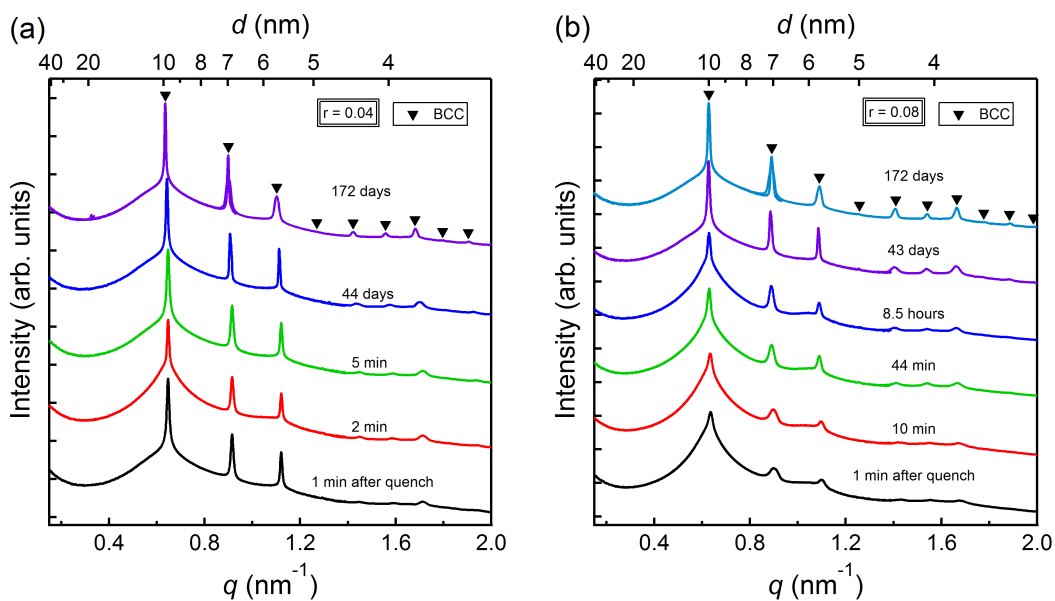 (a)
d (nm)
40 20 10 8 7 6 5 4
r = 0.04
▼ BCC
172 days
44 days
5 min
2 min
1 min after quench
Intensity (arb. units)
0.4 0.8 1.2 1.6 2.0
q (nm-1)
(b)
d (nm)
40 20 10 8 7 6 5 4
r = 0.08
▼ BCC
172 days
43 days
8.5 hours
44 min
10 min
1 min after quench
Intensity (arb. units)
0.4 0.8 1.2 1.6 2.0
q (nm-1)